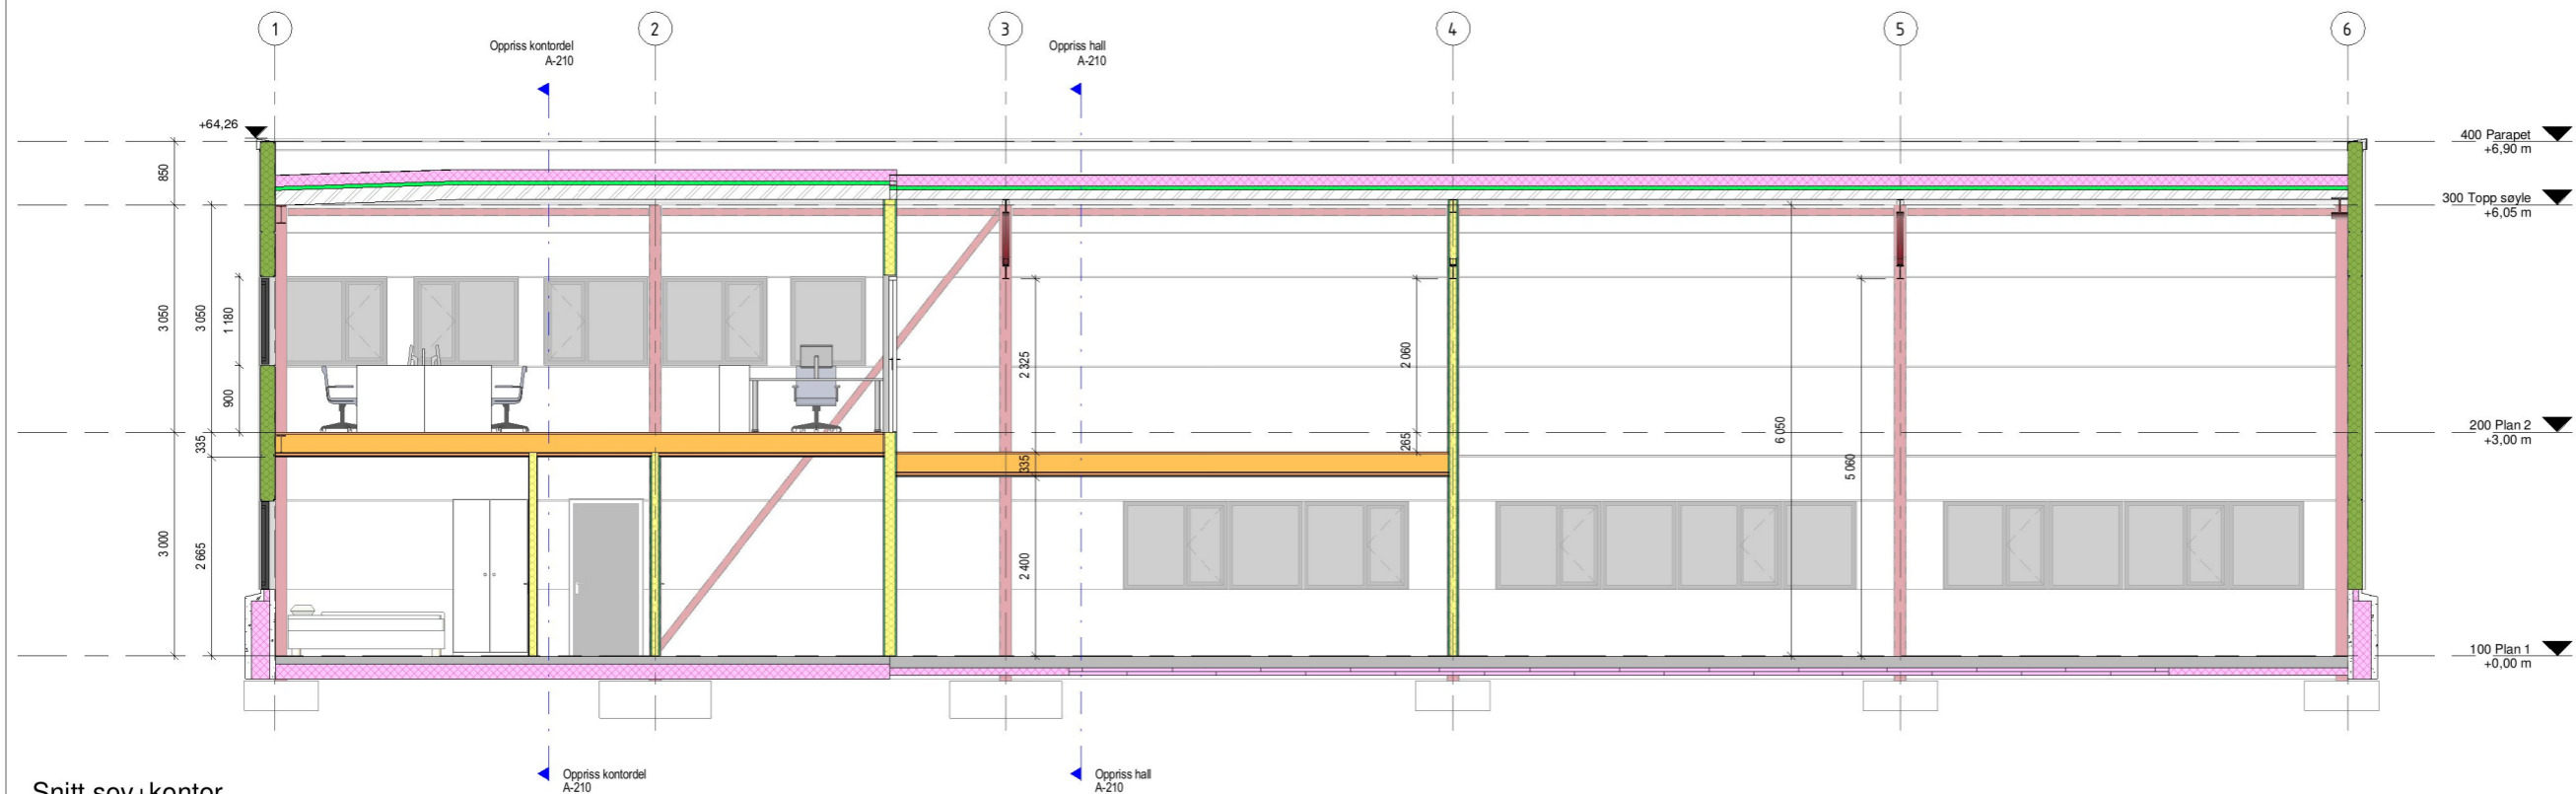 1
2
3
4
5
6
Oppriss kontordel
A-210
Oppriss hall
A-210
+64,26
400 Parapet
+6,90 m
300 Topp søyle
+6,05 m
200 Plan 2
+3,00 m
100 Plan 1
+0,00 m
850
3 050
3 050
1 180
900
335
3 000
2 665
2 325
335
2 400
2 060
265
6 050
5 060
Oppriss kontordel
A-210
Oppriss hall
A-210
Snitt sov+kontor